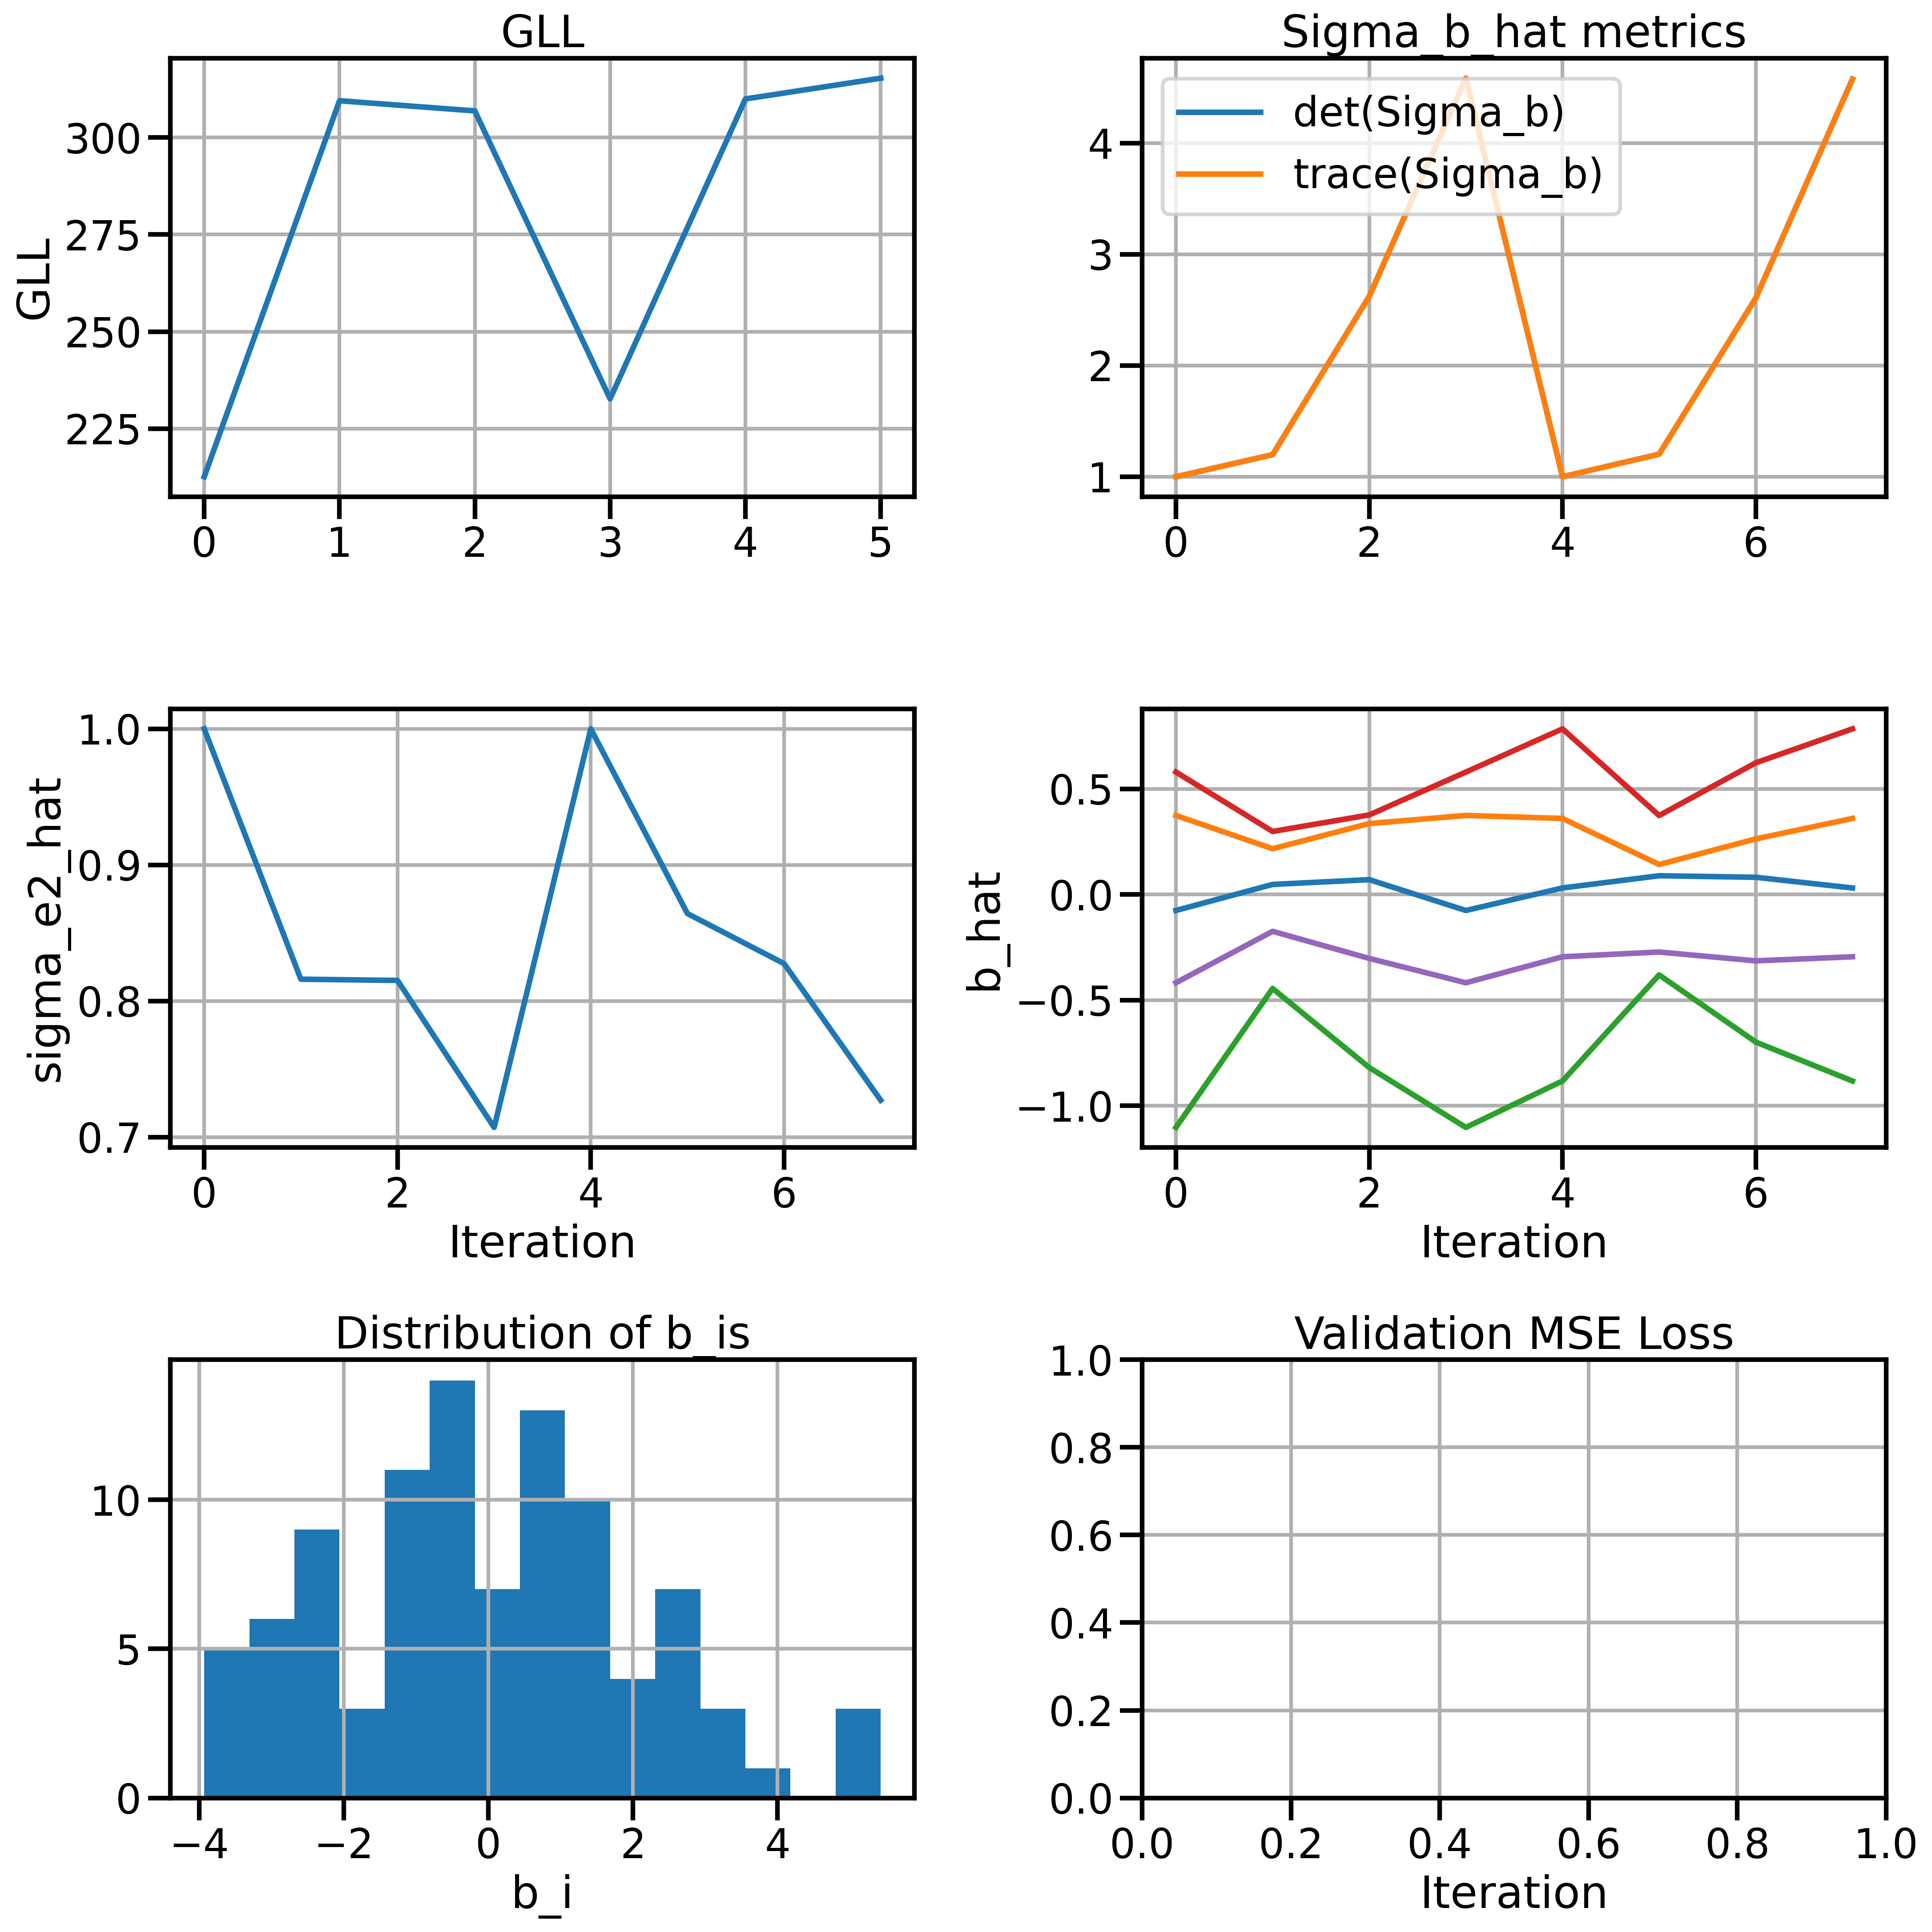 GLL
GLL
300
275
250
225
0 1 2 3 4 5
Sigma_b_hat metrics
det(Sigma_b)
trace(Sigma_b)
4
3
2
1
0 2 4 6
sigma_e2_hat
1.0
0.9
0.8
0.7
0 2 4 6
Iteration
b_hat
0.5
0.0
−0.5
−1.0
0 2 4 6
Iteration
Distribution of b_is
10
5
0
−4 −2 0 2 4
b_i
Validation MSE Loss
1.0
0.8
0.6
0.4
0.2
0.0
0.0 0.2 0.4 0.6 0.8 1.0
Iteration